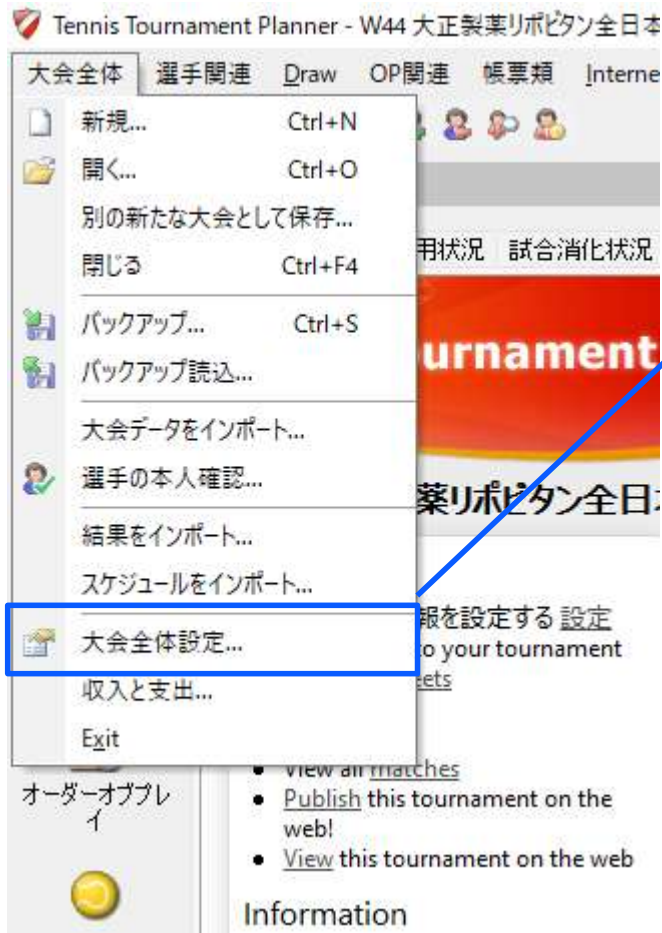 Tennis Tournament Planner - W44 大正製薬リポビタン全日本
大会全体 選手関連 Draw OP関連 帳票類 Interne
新規... Ctrl+N
開く... Ctrl+O
別の新たな大会として保存...
用状況 試合消化状況
閉じる Ctrl+F4
バックアップ... Ctrl+S
urnament
バックアップ読込...
大会データをインポート...
選手の本人確認...
薬リポビタン全日
結果をインポート...
スケジュールをインポート...
報を設定する 設定
大会全体設定...
o your tournament
ets
収入と支出...
Exit
View all matches
オーダーオブプレ
イ
Publish this tournament on the
web!
View this tournament on the web
Information